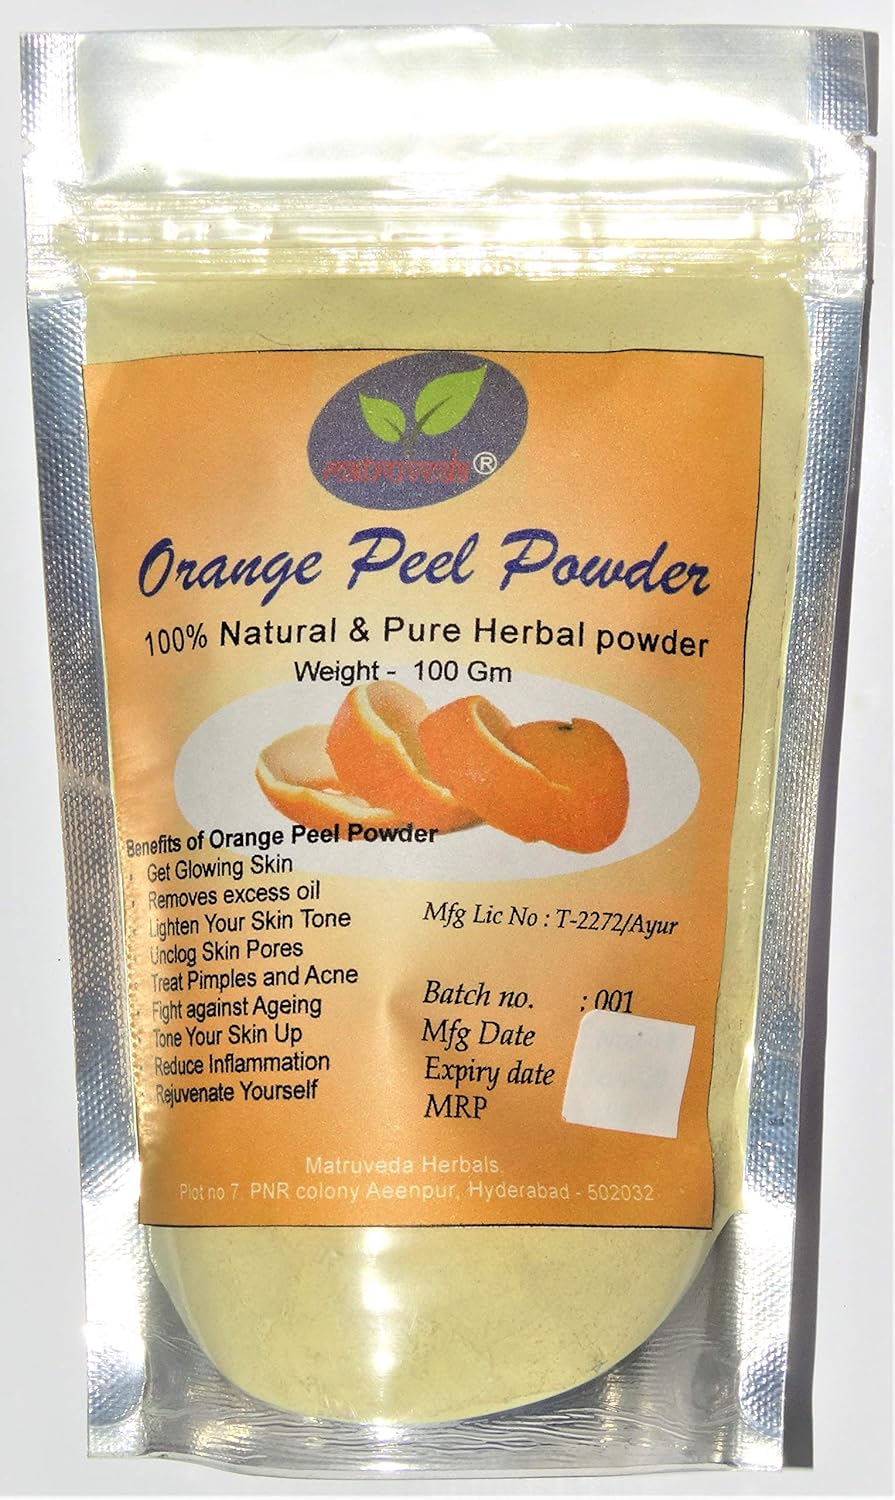 matruveda®
Orange Peel Powder
100% Natural & Pure Herbal powder
Weight - 100 Gm
Benefits of Orange Peel Powder
· Get Glowing Skin
· Removes excess oil
· Lighten Your Skin Tone
· Unclog Skin Pores
· Treat Pimples and Acne
· Fight against Ageing
· Tone Your Skin Up
· Reduce Inflammation
· Rejuvenate Yourself
Mfg Lic No : T-2272/Ayur
Batch no. : 001
Mfg Date
Expiry date
MRP
Matruveda Herbals.
Plot no 7, PNR colony Aeenpur, Hyderabad - 502032